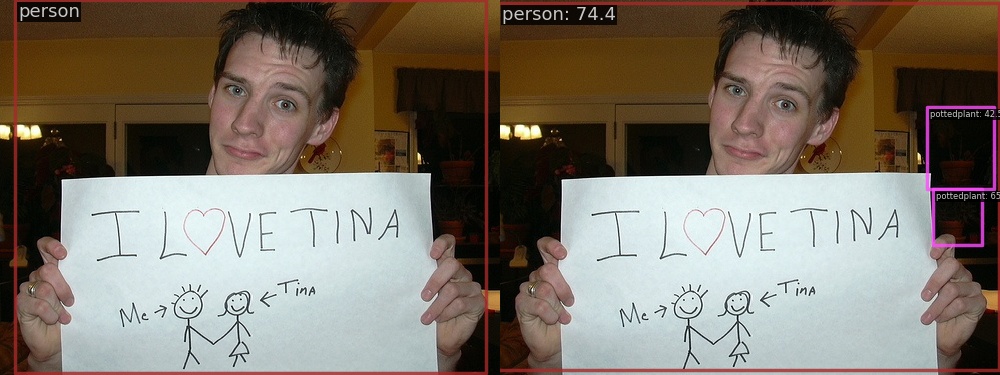 person
I LOVE TINA
Me
Tina
person: 74.4
pottedplant: 42.5
pottedplant: 65
I LOVE TINA
Me
Tina